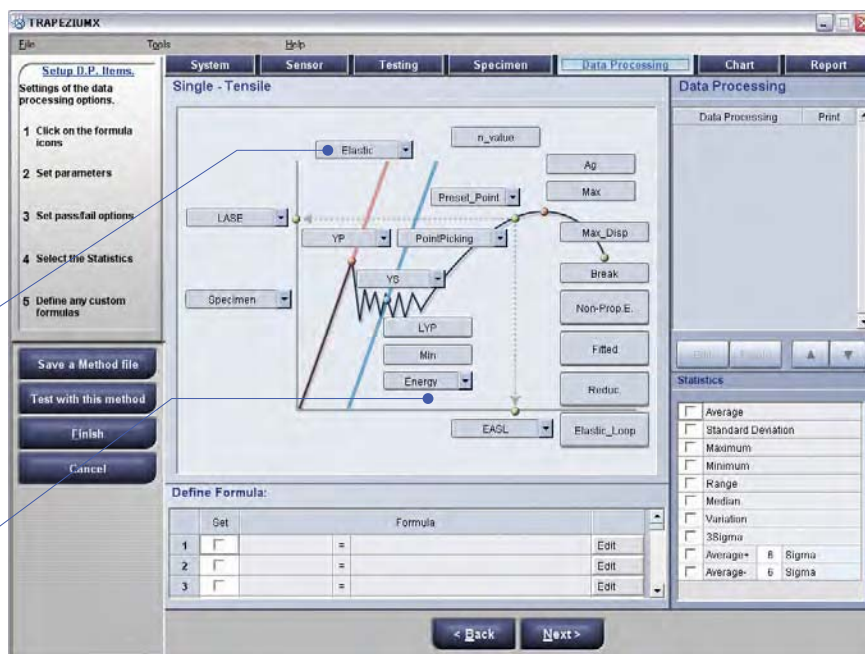 TRAPEZIUMX
File Tools Help
System Sensor Testing Specimen Data Processing Chart Report
Setup D.P. Items.
Settings of the data
processing options.
1 Click on the formula
icons
2 Set parameters
3 Set pass/fail options
4 Select the Statistics
5 Define any custom
formulas
Save a Method file
Test with this method
Finish
Cancel
Single - Tensile
n_value
Elastic
Ag
Preset_Point
Max
LASE
YP
PointPicking
Max_Disp
YS
Break
Specimen
Non-Prop.E.
LYP
Min
Fitted
Energy
Reduc.
EASL
Elastic_Loop
Define Formula:
Set Formula
1 = Edit
2 = Edit
3 = Edit
< Back Next >
Data Processing
Data Processing Print
Statistics
Average
Standard Deviation
Maximum
Minimum
Range
Median
Variation
3Sigma
Average+ 6 Sigma
Average- 6 Sigma